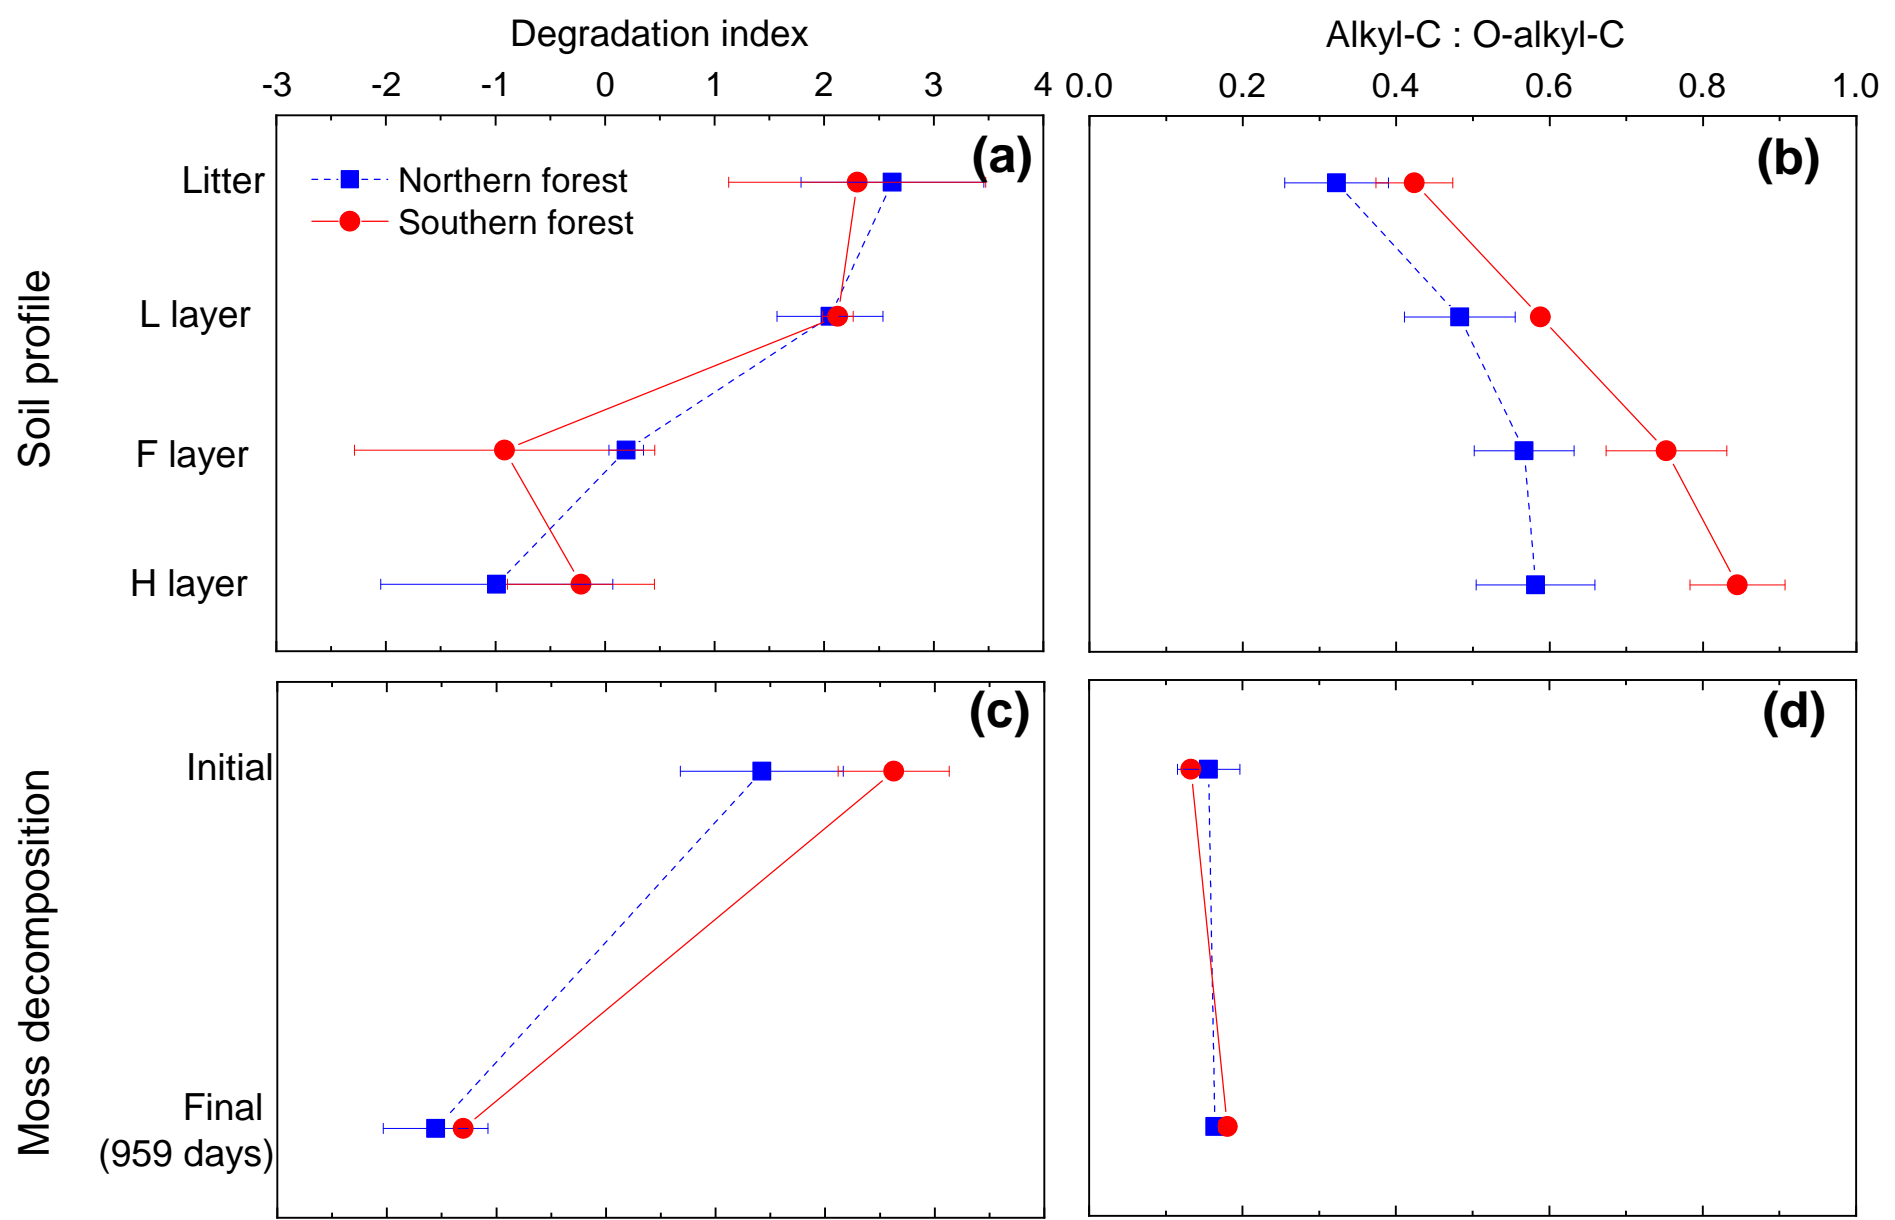 Degradation index
Alkyl-C : O-alkyl-C
-3 -2 -1 0 1 2 3 4
0.0 0.2 0.4 0.6 0.8 1.0
(a)
(b)
Northern forest
Southern forest
Soil profile
Litter
L layer
F layer
H layer
(c)
(d)
Moss decomposition
Initial
Final
(959 days)